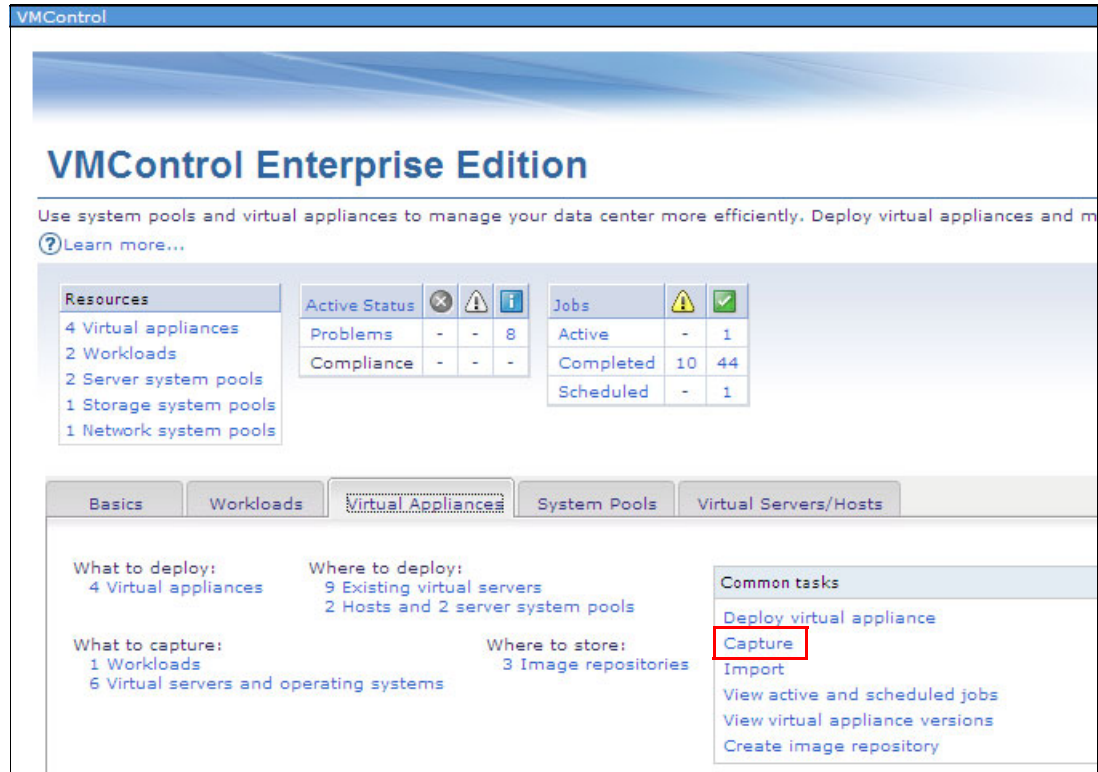 VMControl
VMControl Enterprise Edition
Use system pools and virtual appliances to manage your data center more efficiently. Deploy virtual appliances and m
?Learn more...
Resources
4 Virtual appliances
2 Workloads
2 Server system pools
1 Storage system pools
1 Network system pools
Active Status
Problems - - 8
Compliance - - -
Jobs
Active - 1
Completed 10 44
Scheduled - 1
Basics Workloads Virtual Appliances System Pools Virtual Servers/Hosts
What to deploy:
4 Virtual appliances
Where to deploy:
9 Existing virtual servers
2 Hosts and 2 server system pools
What to capture:
1 Workloads
6 Virtual servers and operating systems
Where to store:
3 Image repositories
Common tasks
Deploy virtual appliance
Capture
Import
View active and scheduled jobs
View virtual appliance versions
Create image repository